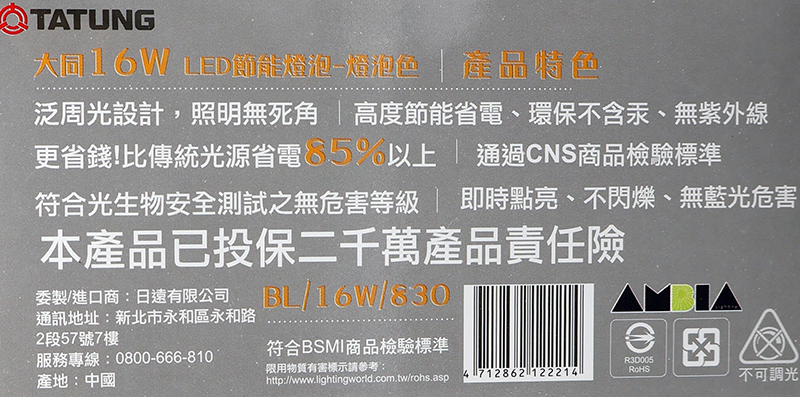 TATUNG
大同16W LED節能燈泡-燈泡色 | 產品特色
泛周光設計，照明無死角 | 高度節能省電、環保不含汞、無紫外線
更省錢!比傳統光源省電85%以上 | 通過CNS商品檢驗標準
符合光生物安全測試之無危害等級 | 即時點亮、不閃爍、無藍光危害
本產品已投保二千萬產品責任險
委製/進口商：日遠有限公司
通訊地址：新北市永和區永和路
2段57號7樓
服務專線：0800-666-810
產地：中國
BL/16W/830
符合BSMI商品檢驗標準
限用物質有害標示請參考：
http://www.lightingworld.com.tw/rohs.asp
4 712862 122214
AMBIA
R3D005
RoHS
不可調光